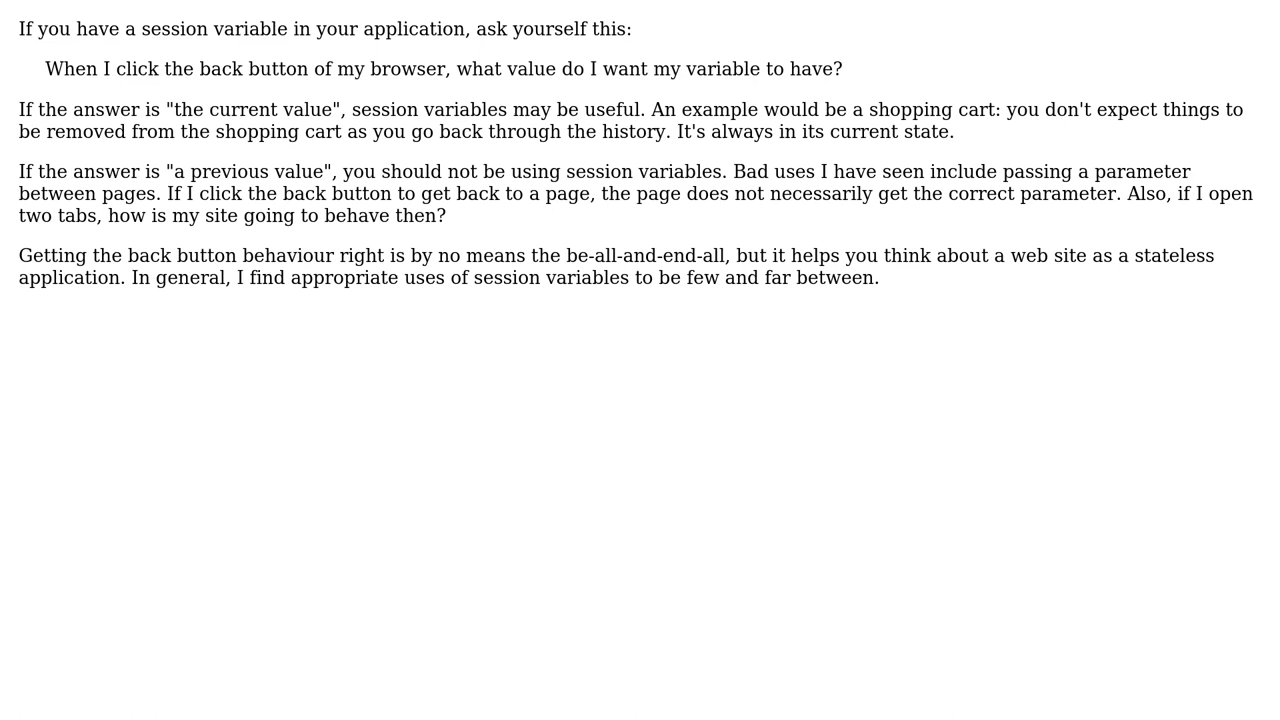 If you have a session variable in your application, ask yourself this:
When I click the back button of my browser, what value do I want my variable to have?
If the answer is "the current value", session variables may be useful. An example would be a shopping cart: you don't expect things to
be removed from the shopping cart as you go back through the history. It's always in its current state.
If the answer is "a previous value", you should not be using session variables. Bad uses I have seen include passing a parameter
between pages. If I click the back button to get back to a page, the page does not necessarily get the correct parameter. Also, if I open
two tabs, how is my site going to behave then?
Getting the back button behaviour right is by no means the be-all-and-end-all, but it helps you think about a web site as a stateless
application. In general, I find appropriate uses of session variables to be few and far between.